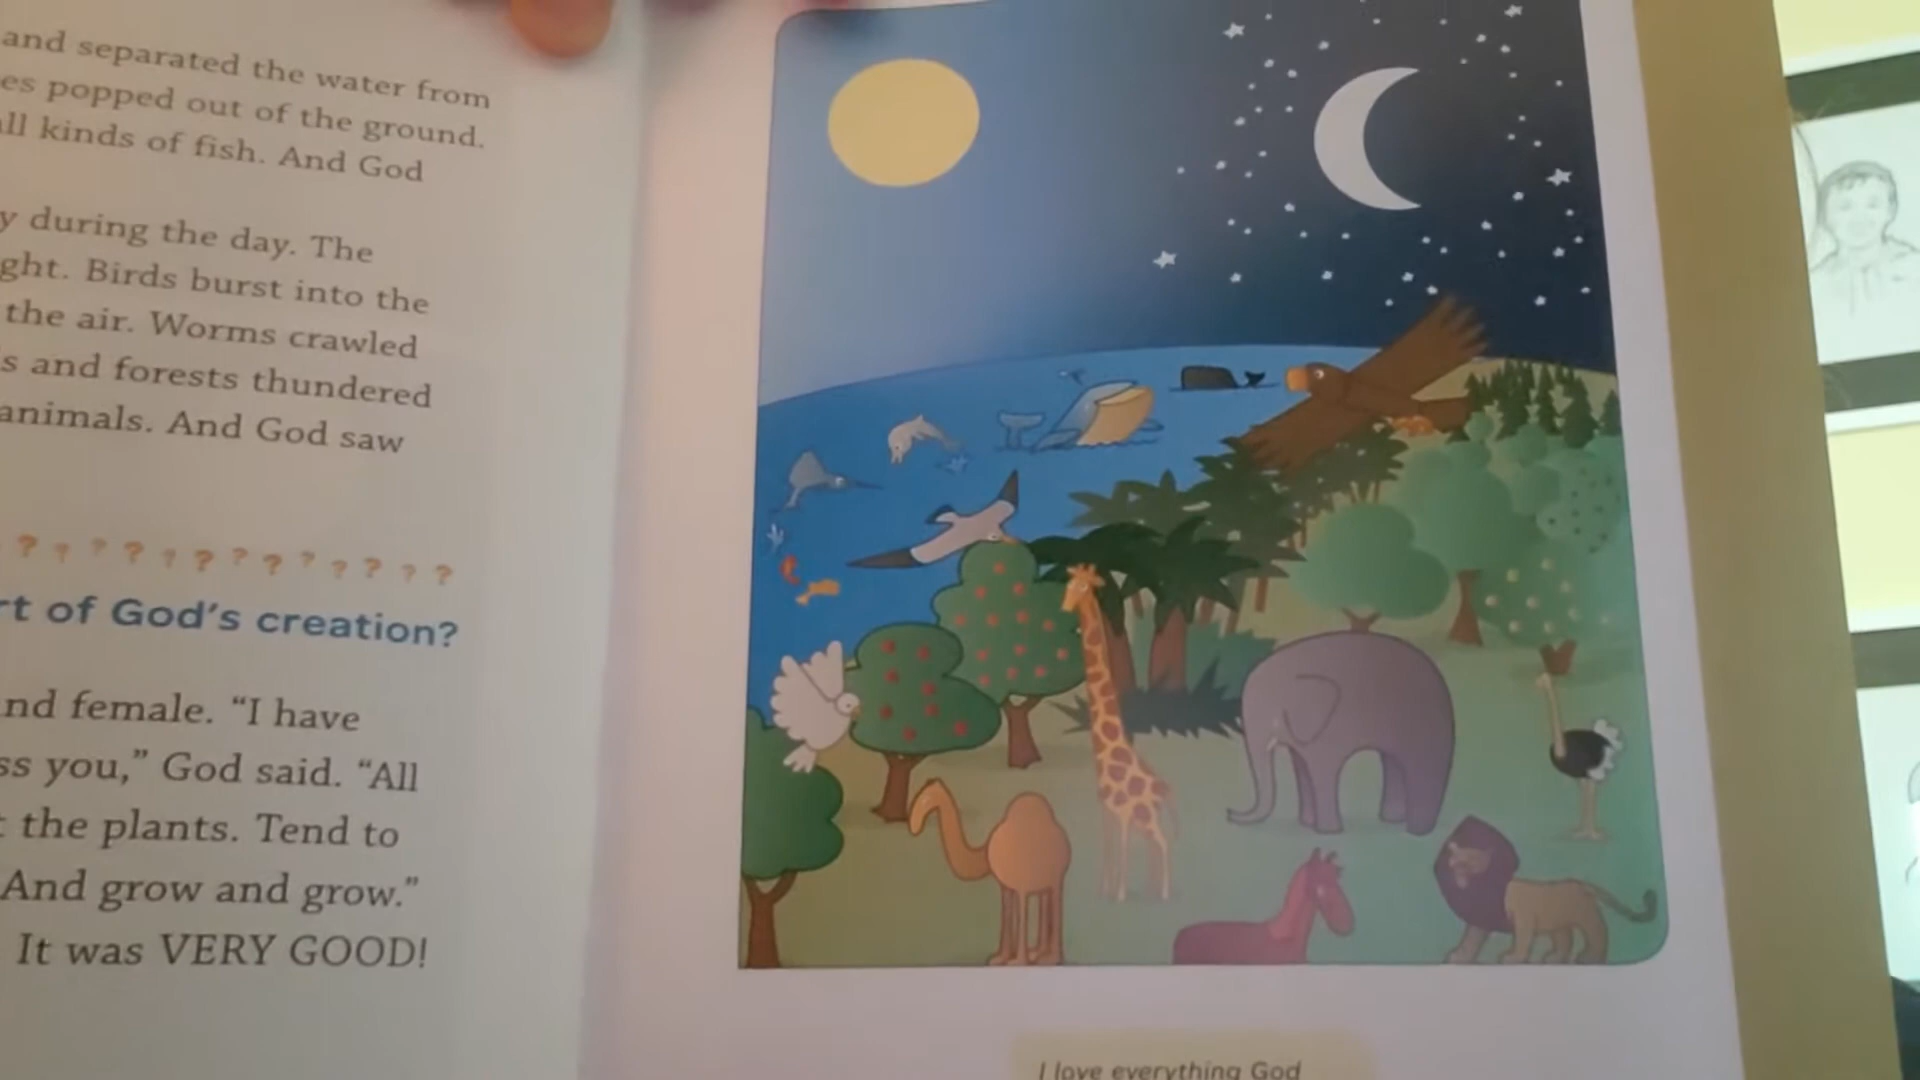 and separated the water from
es popped out of the ground.
ll kinds of fish. And God
y during the day. The
ght. Birds burst into the
the air. Worms crawled
s and forests thundered
animals. And God saw
? ? ? ? ? ? ? ? ? ? ? ? ?
rt of God's creation?
nd female. “I have
ss you,” God said. “All
the plants. Tend to
And grow and grow.”
It was VERY GOOD!
I love everything God